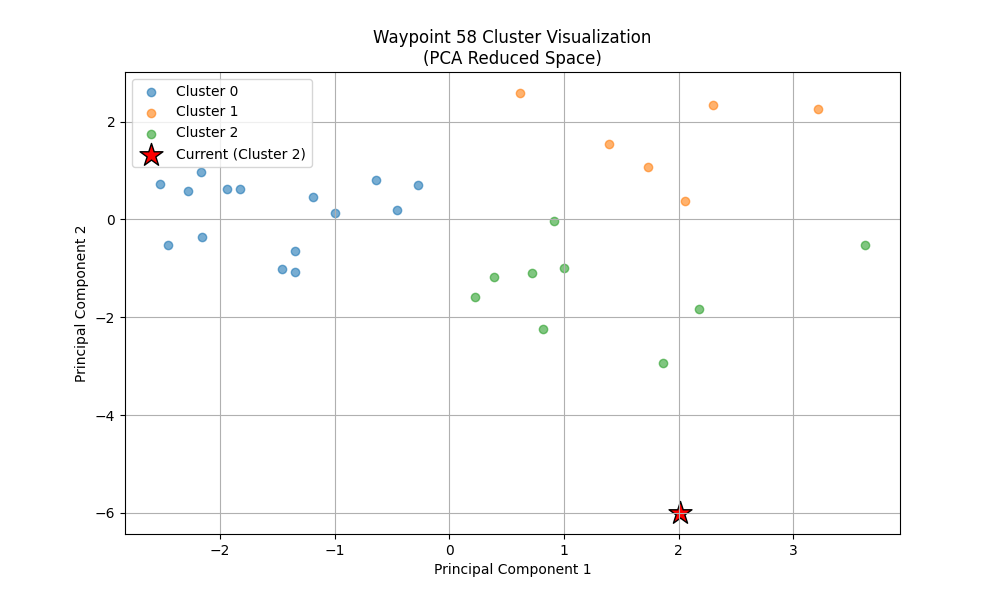 Waypoint 58 Cluster Visualization
(PCA Reduced Space)
Cluster 0
Cluster 1
Cluster 2
Current (Cluster 2)
Principal Component 2
2
0
−2
−4
−6
−2
−1
0
1
2
3
Principal Component 1